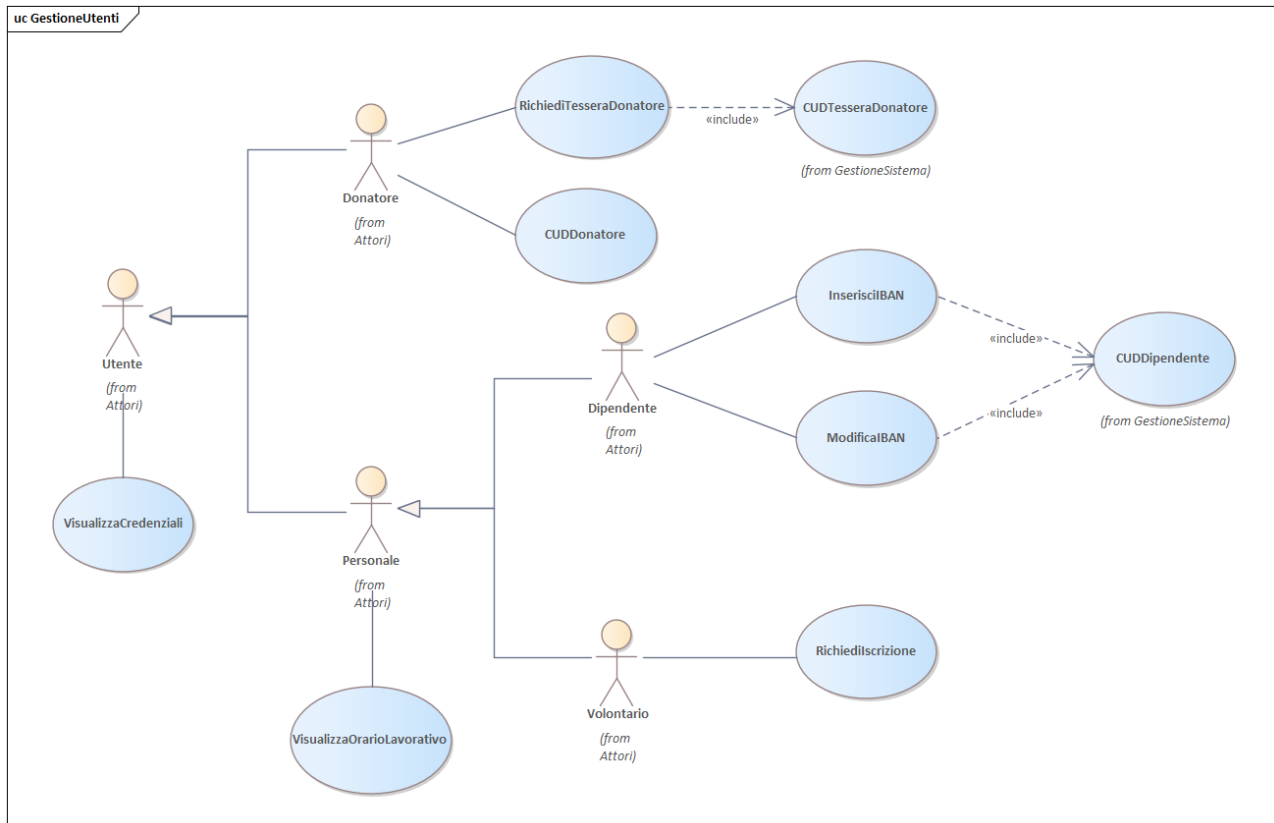 uc GestioneUtenti
RichiediTesseraDonatore
«include»
CUDTesseraDonatore
(from GestioneSistema)
Donatore
(from
Attori)
CUDDonatore
Utente
(from
Attori)
InserisciIBAN
«include»
CUDDipendente
(from GestioneSistema)
Dipendente
(from
Attori)
ModificaIBAN
«include»
VisualizzaCredenziali
Personale
(from
Attori)
RichiediIscrizione
Volontario
(from
Attori)
VisualizzaOrarioLavorativo